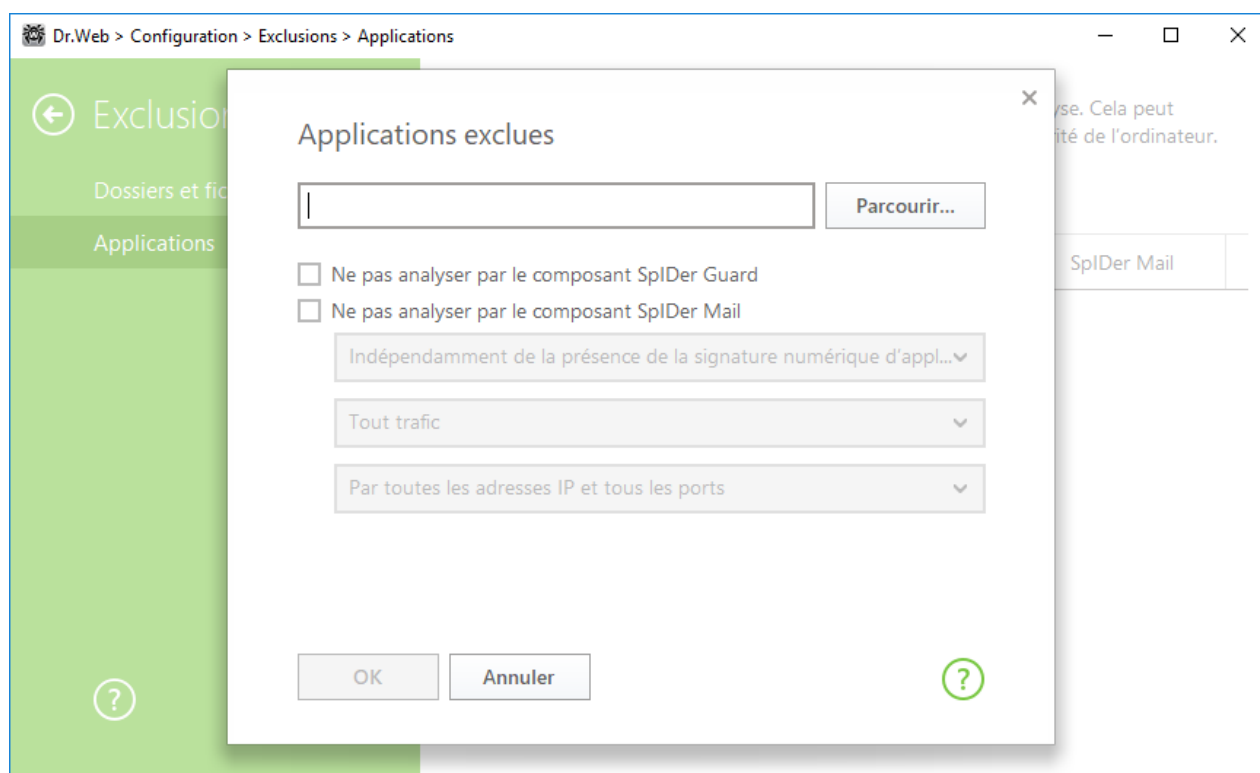 Dr.Web > Configuration > Exclusions > Applications
yse. Cela peut
ité de l'ordinateur.
Exclusion
Dossiers et fic
Applications
SpIDer Mail
Applications exclues
Parcourir...
Ne pas analyser par le composant SpIDer Guard
Ne pas analyser par le composant SpIDer Mail
Indépendamment de la présence de la signature numérique d'appl...
Tout trafic
Par toutes les adresses IP et tous les ports
OK
Annuler
?
?